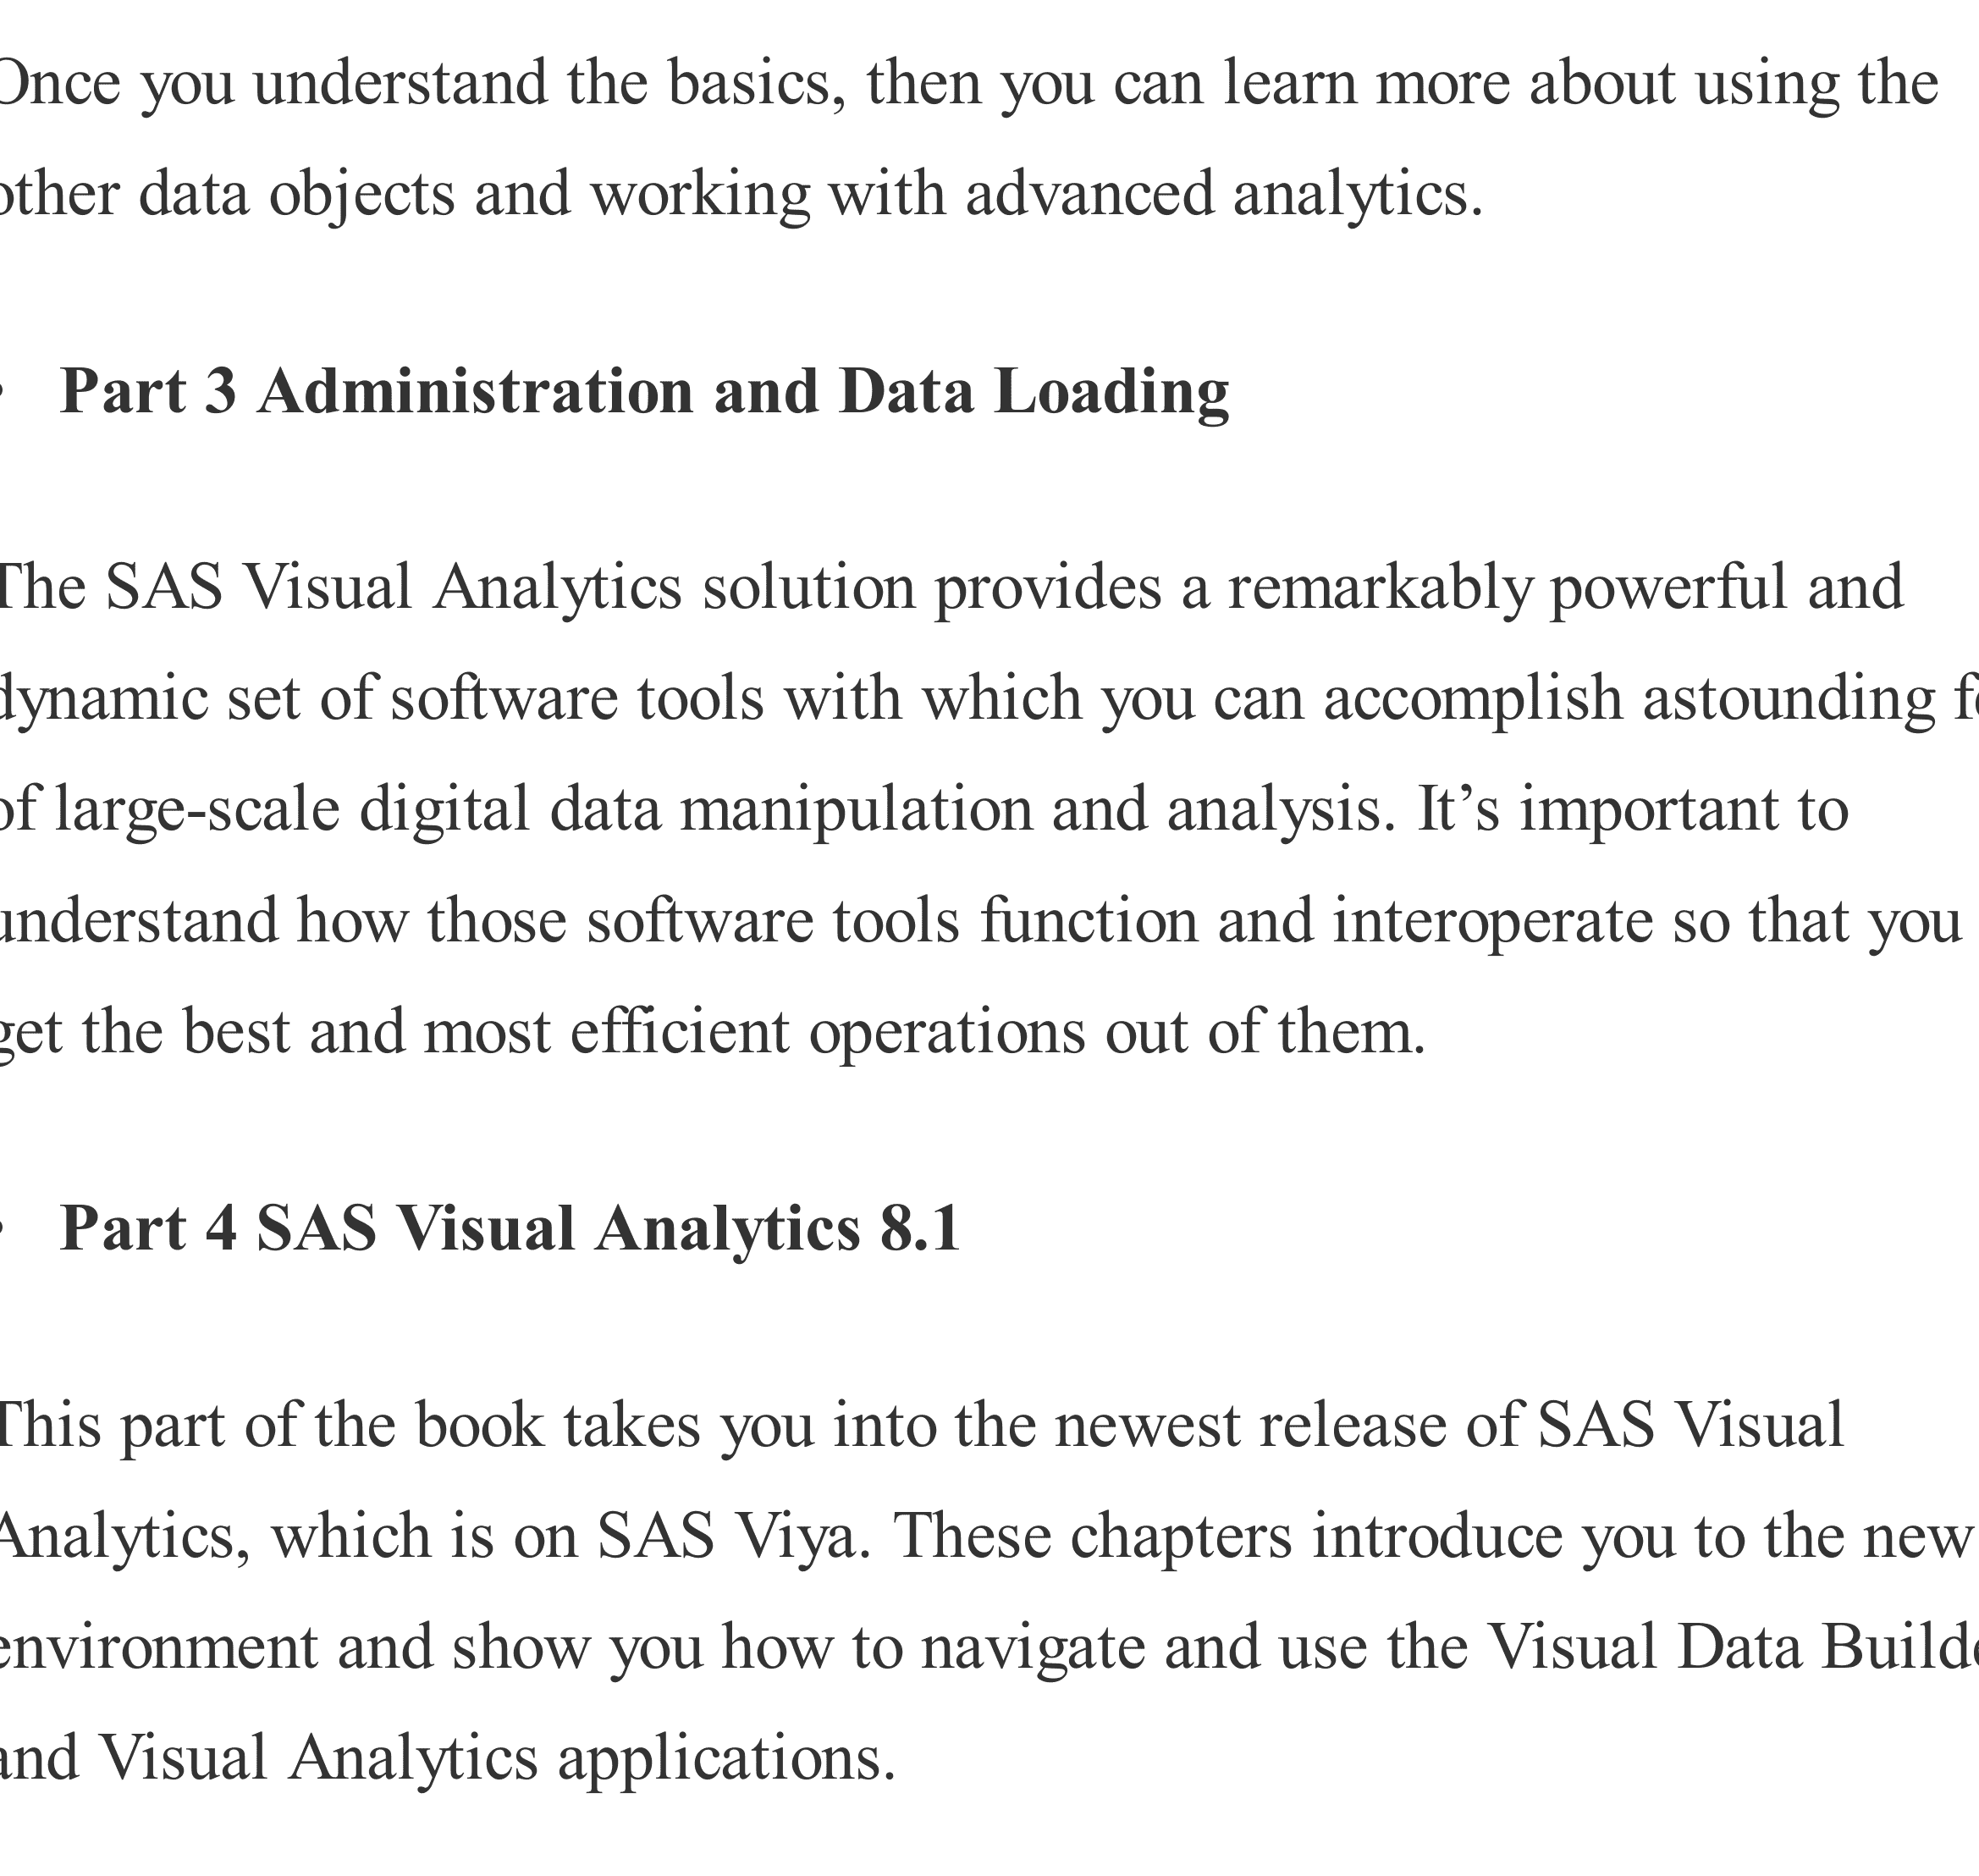 Once you understand the basics, then you can learn more about using the
other data objects and working with advanced analytics.
• Part 3 Administration and Data Loading
The SAS Visual Analytics solution provides a remarkably powerful and
dynamic set of software tools with which you can accomplish astounding
of large-scale digital data manipulation and analysis. It’s important to
understand how those software tools function and interoperate so that you
get the best and most efficient operations out of them.
• Part 4 SAS Visual Analytics 8.1
This part of the book takes you into the newest release of SAS Visual
Analytics, which is on SAS Viya. These chapters introduce you to the new
environment and show you how to navigate and use the Visual Data Builde
and Visual Analytics applications.